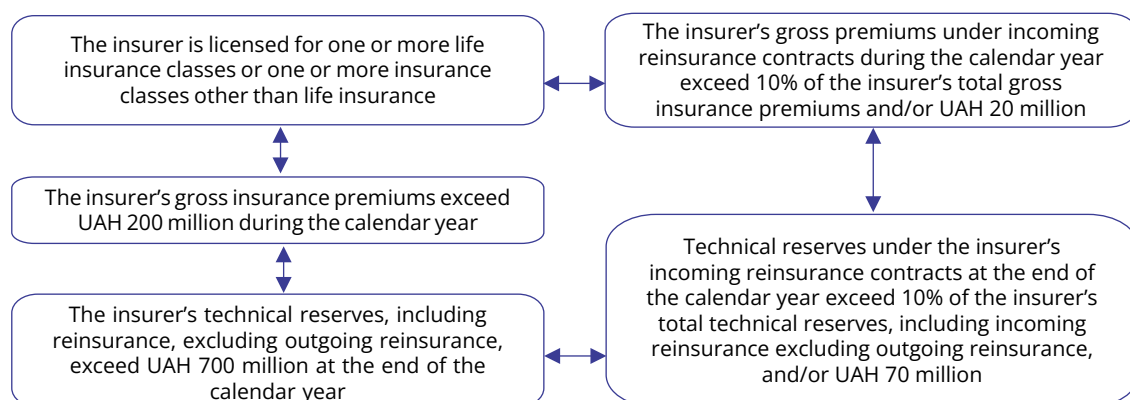 The insurer is licensed for one or more life
insurance classes or one or more insurance
classes other than life insurance
The insurer’s gross premiums under incoming
reinsurance contracts during the calendar year
exceed 10% of the insurer’s total gross
insurance premiums and/or UAH 20 million
The insurer’s gross insurance premiums exceed
UAH 200 million during the calendar year
The insurer’s technical reserves, including
reinsurance, excluding outgoing reinsurance,
exceed UAH 700 million at the end of the
calendar year
Technical reserves under the insurer’s
incoming reinsurance contracts at the end of
the calendar year exceed 10% of the insurer’s
total technical reserves, including incoming
reinsurance excluding outgoing reinsurance,
and/or UAH 70 million